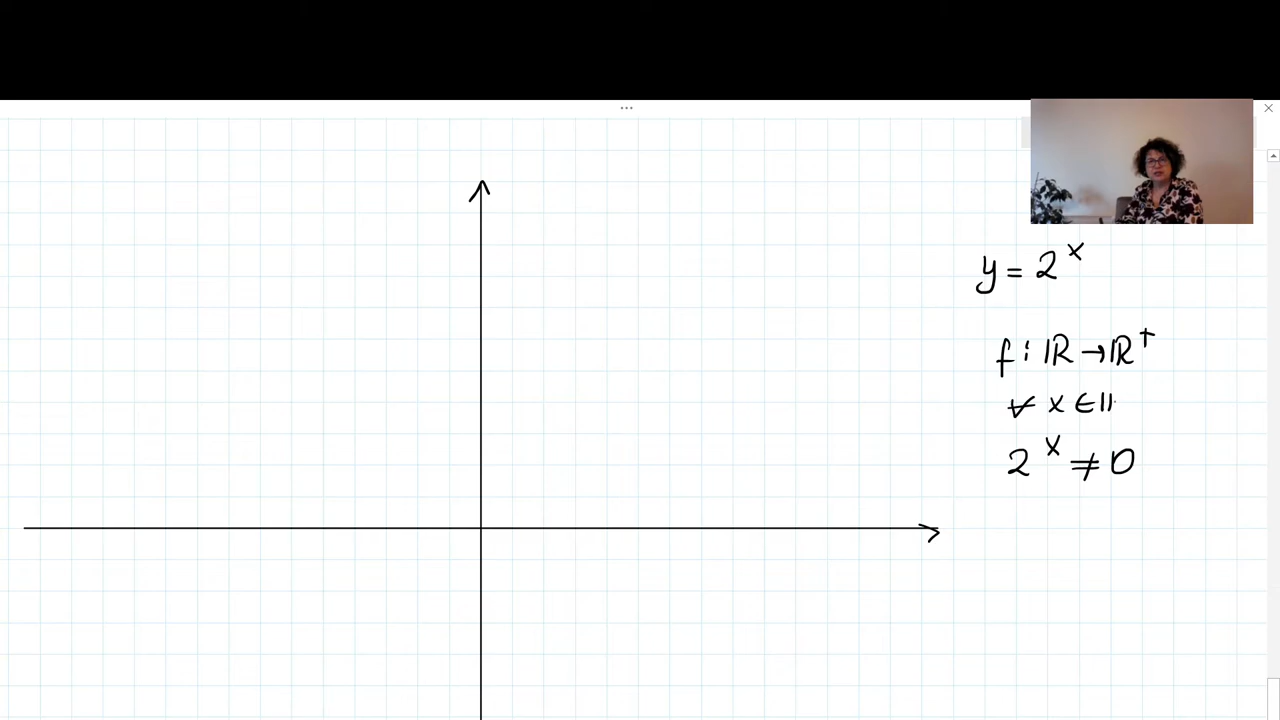 y = 2^x
f : ℝ → ℝ⁺
∀ x ∈
2^x ≠ 0